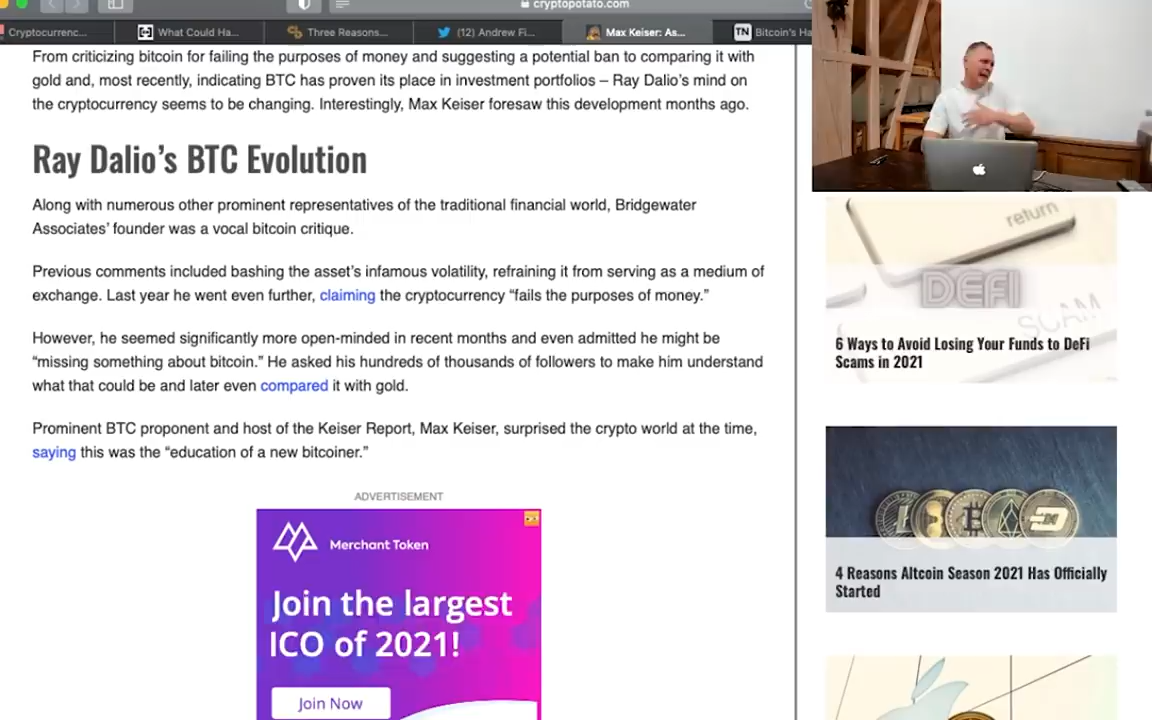 cryptopotato.com
Cryptocurrenc...
What Could Ha...
Three Reasons...
(12) Andrew Fi...
Max Keiser: As...
TN
Bitcoin's Ha
From criticizing bitcoin for failing the purposes of money and suggesting a potential ban to comparing it with
gold and, most recently, indicating BTC has proven its place in investment portfolios – Ray Dalio’s mind on
the cryptocurrency seems to be changing. Interestingly, Max Keiser foresaw this development months ago.
Ray Dalio’s BTC Evolution
Along with numerous other prominent representatives of the traditional financial world, Bridgewater
Associates’ founder was a vocal bitcoin critique.
Previous comments included bashing the asset’s infamous volatility, refraining it from serving as a medium of
exchange. Last year he went even further, claiming the cryptocurrency “fails the purposes of money.”
However, he seemed significantly more open-minded in recent months and even admitted he might be
“missing something about bitcoin.” He asked his hundreds of thousands of followers to make him understand
what that could be and later even compared it with gold.
Prominent BTC proponent and host of the Keiser Report, Max Keiser, surprised the crypto world at the time,
saying this was the “education of a new bitcoiner.”
ADVERTISEMENT
Merchant Token
Join the largest
ICO of 2021!
Join Now
return
DEFI
SCAM
6 Ways to Avoid Losing Your Funds to DeFi
Scams in 2021
4 Reasons Altcoin Season 2021 Has Officially
Started